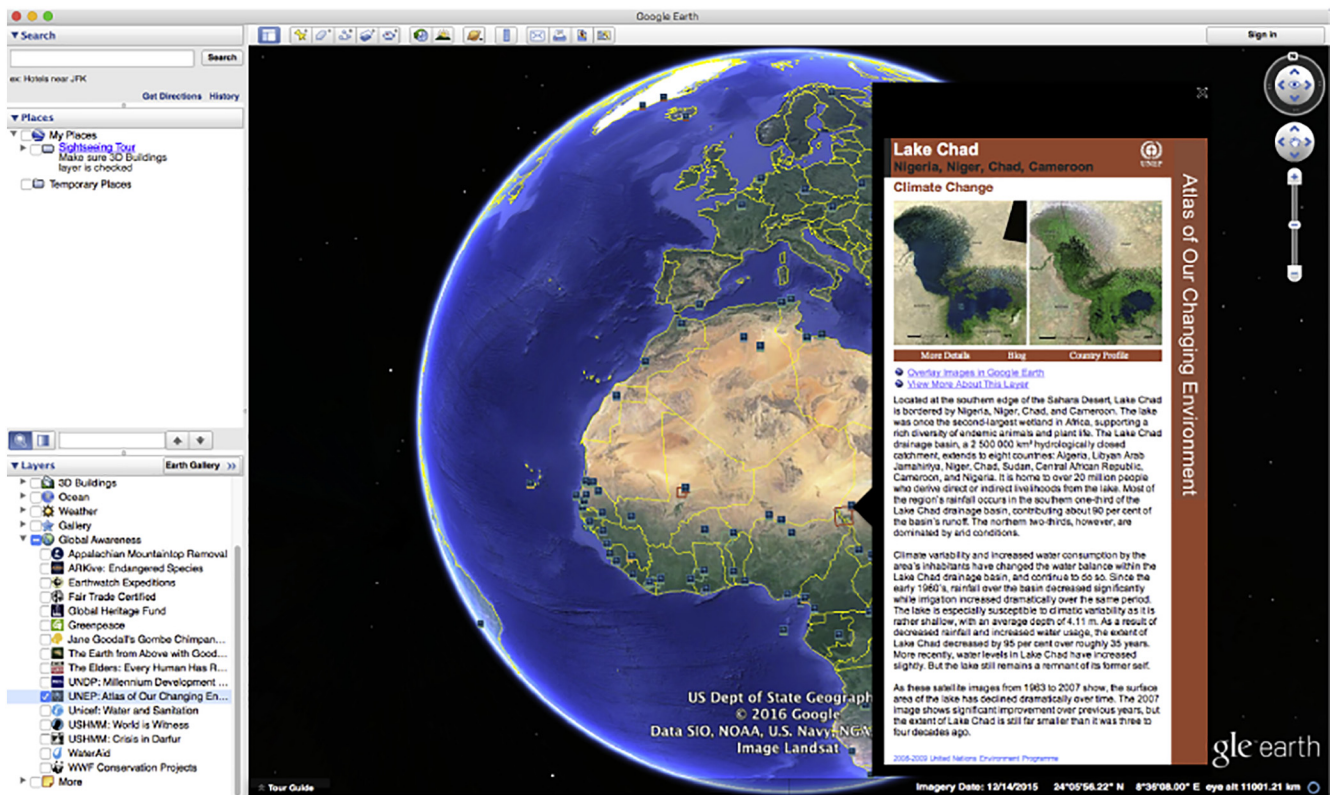 Google Earth
Search
Search
ex: Hotels near JFK
Get Directions History
Places
My Places
Sightseeing Tour
Make sure 3D Buildings
layer is checked
Temporary Places
Layers
Earth Gallery »
3D Buildings
Ocean
Weather
Gallery
Global Awareness
Appalachian Mountaintop Removal
ARKive: Endangered Species
Earthwatch Expeditions
Fair Trade Certified
Global Heritage Fund
Greenpeace
Jane Goodall's Gombe Chimpan...
The Earth from Above with Good...
The Elders: Every Human Has R...
UNDP: Millennium Development ...
UNEP: Atlas of Our Changing En...
Unicef: Water and Sanitation
USHMM: World is Witness
USHMM: Crisis in Darfur
WaterAid
WWF Conservation Projects
More
Sign in
N
Lake Chad
Nigeria, Niger, Chad, Cameroon
UNEP
Climate Change
Atlas of Our Changing Environment
More Details Blog Country Profile
Overlay Images in Google Earth
View More About This Layer
Located at the southern edge of the Sahara Desert, Lake Chad
is bordered by Nigeria, Niger, Chad, and Cameroon. The lake
was once the second-largest wetland in Africa, supporting a
rich diversity of endemic animals and plant life. The Lake Chad
drainage basin, a 2 500 000 km² hydrologically closed
catchment, extends to eight countries: Algeria, Libyan Arab
Jamahiriya, Niger, Chad, Sudan, Central African Republic,
Cameroon, and Nigeria. It is home to over 20 million people
who derive direct or indirect livelihoods from the lake. Most of
the region's rainfall occurs in the southern one-third of the
Lake Chad drainage basin, contributing about 90 per cent of
the basin's runoff. The northern two-thirds, however, are
dominated by arid conditions.
Climate variability and increased water consumption by the
area's inhabitants have changed the water balance within the
Lake Chad drainage basin, and continue to do so. Since the
early 1960's, rainfall over the basin decreased significantly
while irrigation increased dramatically over the same period.
The lake is especially susceptible to climatic variability as it is
rather shallow, with an average depth of 4.11 m. As a result of
decreased rainfall and increased water usage, the extent of
Lake Chad decreased by 95 per cent over roughly 35 years.
More recently, water levels in Lake Chad have increased
slightly. But the lake still remains a remnant of its former self.
As these satellite images from 1963 to 2007 show, the surface
area of the lake has declined dramatically over time. The 2007
image shows significant improvement over previous years, but
the extent of Lake Chad is still far smaller than it was three to
four decades ago.
2008-2009 United Nations Environment Programme
US Dept of State Geograph
© 2016 Google
Data SIO, NOAA, U.S. Navy, NGA
Image Landsat
gle earth
Tour Guide
Imagery Date: 12/14/2015 24°05'56.22" N 8°36'08.00" E eye alt 11001.21 km